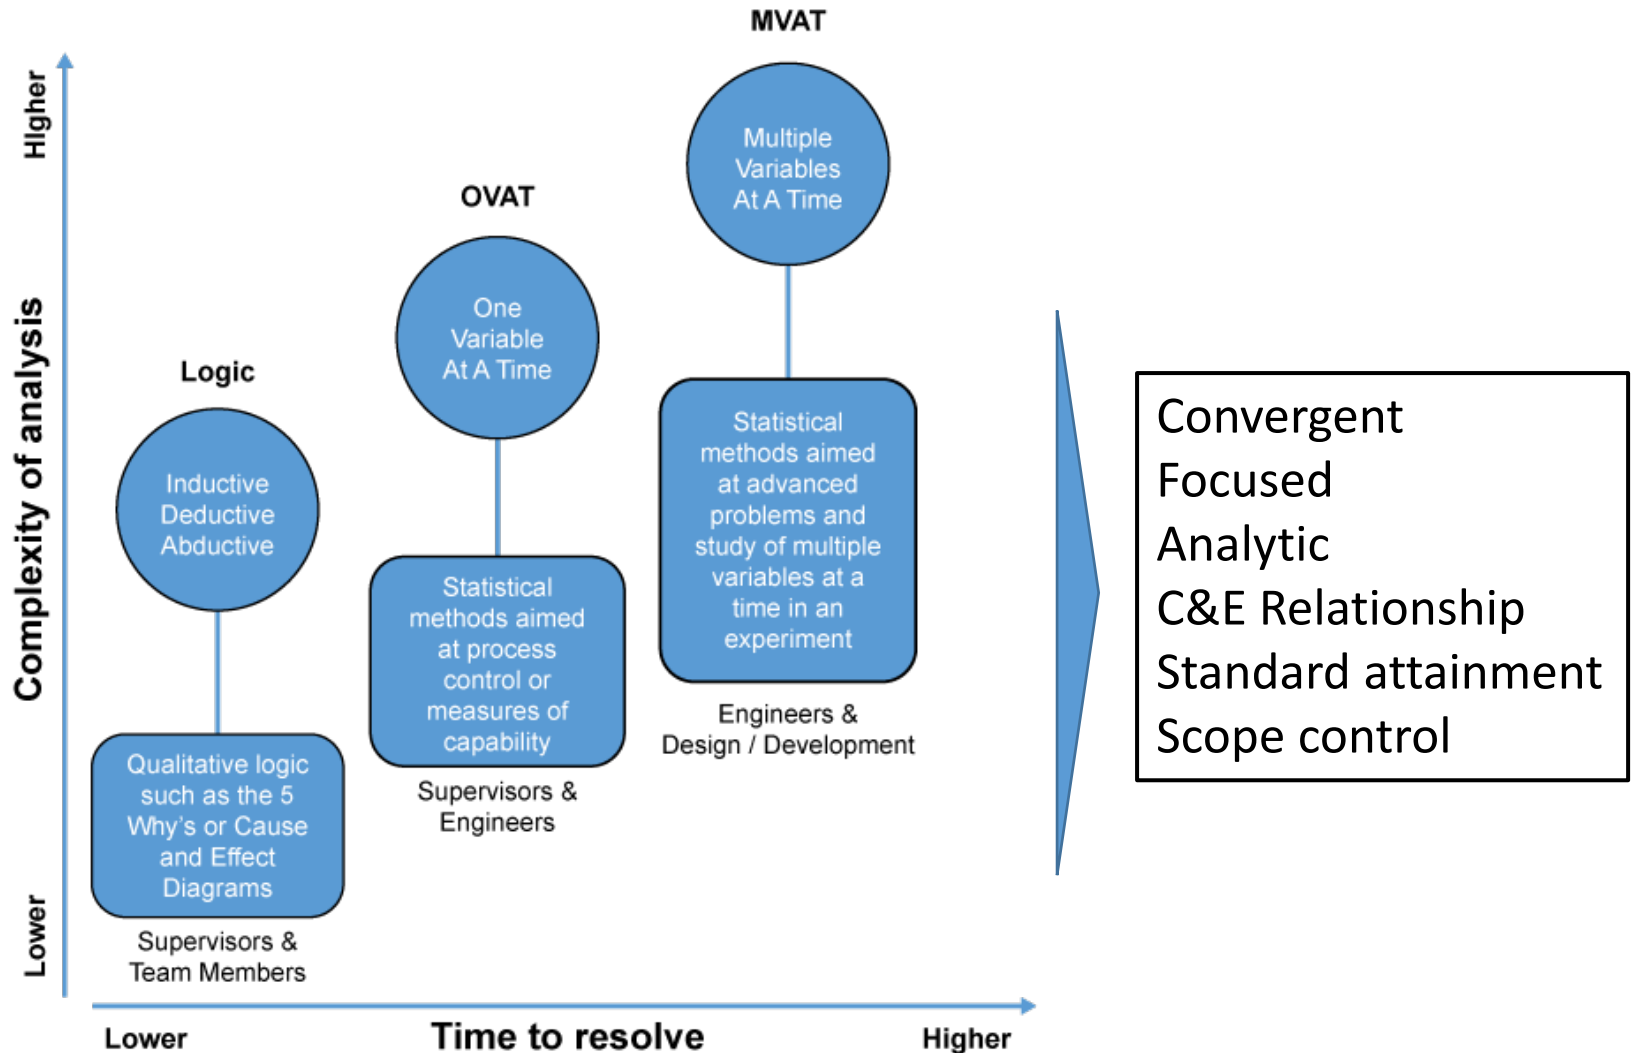 MVAT
Multiple
Variables
At A Time
Statistical
methods aimed
at advanced
problems and
study of multiple
variables at a
time in an
experiment
Engineers &
Design / Development
OVAT
One
Variable
At A Time
Statistical
methods aimed
at process
control or
measures of
capability
Supervisors &
Engineers
Logic
Inductive
Deductive
Abductive
Qualitative logic
such as the 5
Why's or Cause
and Effect
Diagrams
Supervisors &
Team Members
HIgher
Complexity of analysis
Lower
Lower
Time to resolve
Higher
Convergent
Focused
Analytic
C&E Relationship
Standard attainment
Scope control